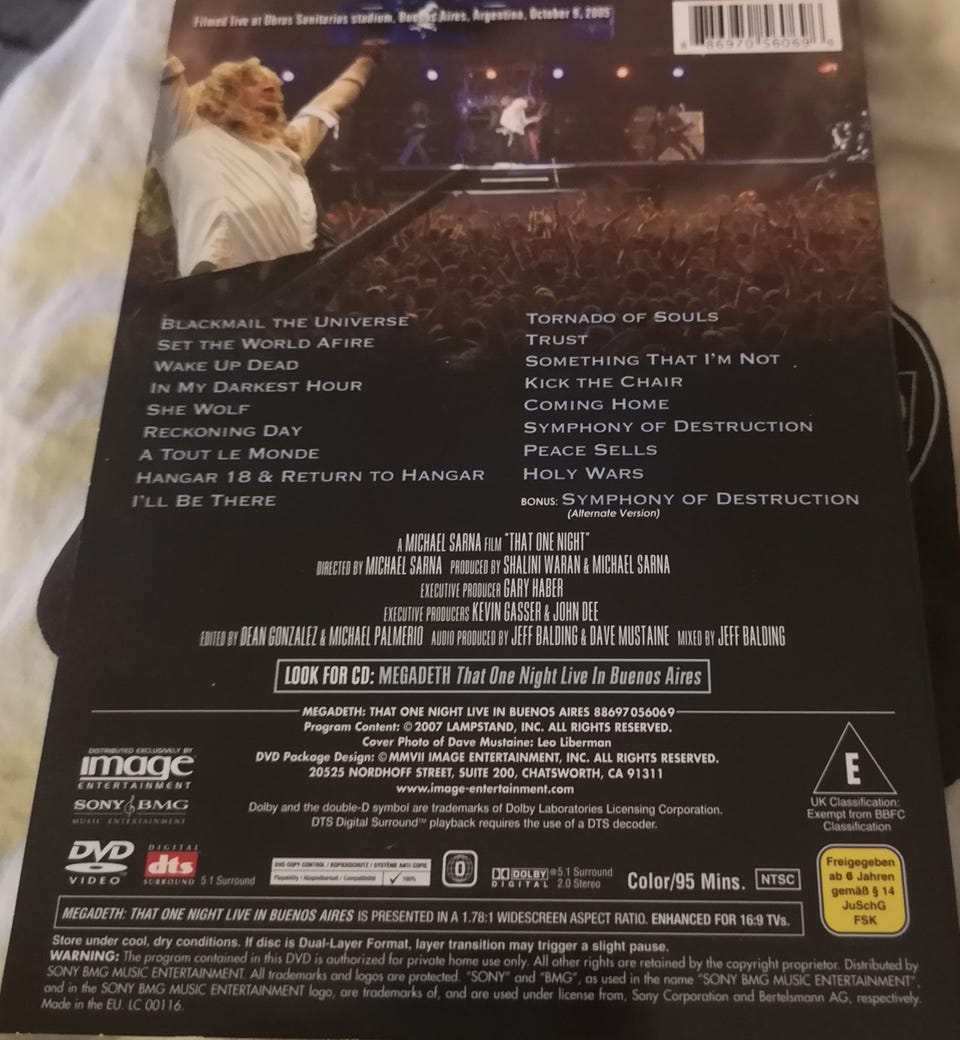 Filmed live at Obras Sanitarias stadium, Buenos Aires, Argentina, October 9, 2005
8 86970 56069 6
BLACKMAIL THE UNIVERSE
SET THE WORLD AFIRE
WAKE UP DEAD
IN MY DARKEST HOUR
SHE WOLF
RECKONING DAY
A TOUT LE MONDE
HANGAR 18 & RETURN TO HANGAR
I'LL BE THERE
TORNADO OF SOULS
TRUST
SOMETHING THAT I'M NOT
KICK THE CHAIR
COMING HOME
SYMPHONY OF DESTRUCTION
PEACE SELLS
HOLY WARS
BONUS: SYMPHONY OF DESTRUCTION
(Alternate Version)
A MICHAEL SARNA FILM "THAT ONE NIGHT"
DIRECTED BY MICHAEL SARNA PRODUCED BY SHALINI WARAN & MICHAEL SARNA
EXECUTIVE PRODUCER GARY HABER
EXECUTIVE PRODUCERS KEVIN GASSER & JOHN DEE
EDITED BY DEAN GONZALEZ & MICHAEL PALMERIO AUDIO PRODUCED BY JEFF BALDING & DAVE MUSTAINE MIXED BY JEFF BALDING
LOOK FOR CD: MEGADETH That One Night Live In Buenos Aires
MEGADETH: THAT ONE NIGHT LIVE IN BUENOS AIRES 88697056069
Program Content: © 2007 LAMPSTAND, INC. ALL RIGHTS RESERVED.
Cover Photo of Dave Mustaine: Leo Liberman
DVD Package Design: © MMVII IMAGE ENTERTAINMENT, INC. ALL RIGHTS RESERVED.
20525 NORDHOFF STREET, SUITE 200, CHATSWORTH, CA 91311
www.image-entertainment.com
Dolby and the double-D symbol are trademarks of Dolby Laboratories Licensing Corporation.
DTS Digital Surround™ playback requires the use of a DTS decoder.
DISTRIBUTED EXCLUSIVELY BY
image
ENTERTAINMENT
SONY BMG
MUSIC ENTERTAINMENT
E
UK Classification:
Exempt from BBFC
Classification
DVD
VIDEO
DIGITAL
dts
SURROUND 5.1 Surround
DVD COPY CONTROL / KOPIERSCHUTZ / SYSTÈME ANTI COPIE
Playability / Abspielbarkeit / Compatibilité 100%
0
DOLBY DIGITAL
5.1 Surround
2.0 Stereo
Color/95 Mins.
NTSC
Freigegeben
ab 6 Jahren
gemäß § 14
JuSchG
FSK
MEGADETH: THAT ONE NIGHT LIVE IN BUENOS AIRES IS PRESENTED IN A 1.78:1 WIDESCREEN ASPECT RATIO. ENHANCED FOR 16:9 TVs.
Store under cool, dry conditions. If disc is Dual-Layer Format, layer transition may trigger a slight pause.
WARNING: The program contained in this DVD is authorized for private home use only. All other rights are retained by the copyright proprietor. Distributed by
SONY BMG MUSIC ENTERTAINMENT. All trademarks and logos are protected. "SONY" and "BMG", as used in the name "SONY BMG MUSIC ENTERTAINMENT",
and in the SONY BMG MUSIC ENTERTAINMENT logo, are trademarks of, and are used under license from, Sony Corporation and Bertelsmann AG, respectively.
Made in the EU. LC 00116.